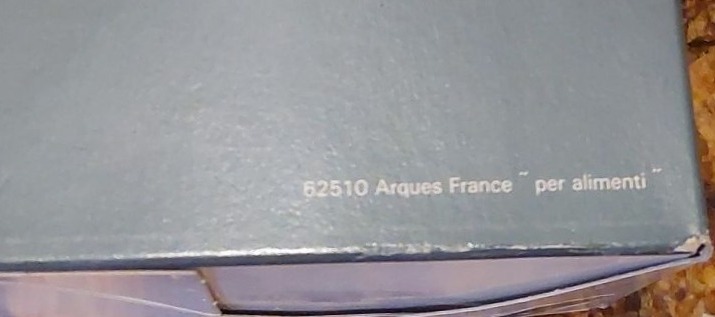 62510 Arques France " per alimenti "